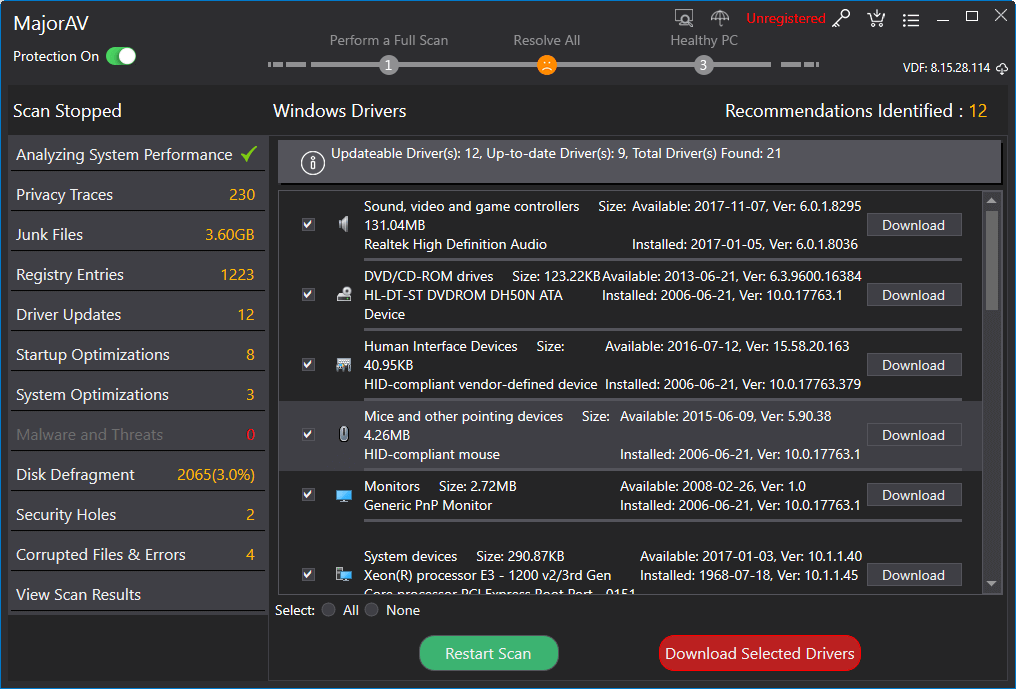 MajorAV
Unregistered
Protection On
Perform a Full Scan
Resolve All
Healthy PC
1
3
VDF: 8.15.28.114
Scan Stopped
Windows Drivers
Recommendations Identified : 12
Analyzing System Performance
Privacy Traces 230
Junk Files 3.60GB
Registry Entries 1223
Driver Updates 12
Startup Optimizations 8
System Optimizations 3
Malware and Threats 0
Disk Defragment 2065(3.0%)
Security Holes 2
Corrupted Files & Errors 4
View Scan Results
Updateable Driver(s): 12, Up-to-date Driver(s): 9, Total Driver(s) Found: 21
Sound, video and game controllers Size: Available: 2017-11-07, Ver: 6.0.1.8295
131.04MB
Download
Realtek High Definition Audio Installed: 2017-01-05, Ver: 6.0.1.8036
DVD/CD-ROM drives Size: 123.22KB Available: 2013-06-21, Ver: 6.3.9600.16384
HL-DT-ST DVDROM DH50N ATA Installed: 2006-06-21, Ver: 10.0.17763.1
Download
Device
Human Interface Devices Size: Available: 2016-07-12, Ver: 15.58.20.163
40.95KB
Download
HID-compliant vendor-defined device Installed: 2006-06-21, Ver: 10.0.17763.379
Mice and other pointing devices Size: Available: 2015-06-09, Ver: 5.90.38
4.26MB
Download
HID-compliant mouse Installed: 2006-06-21, Ver: 10.0.17763.1
Monitors Size: 2.72MB Available: 2008-02-26, Ver: 1.0
Download
Generic PnP Monitor Installed: 2006-06-21, Ver: 10.0.17763.1
System devices Size: 290.87KB Available: 2017-01-03, Ver: 10.1.1.40
Xeon(R) processor E3 - 1200 v2/3rd Gen Installed: 1968-07-18, Ver: 10.1.1.45
Download
Core processor PCI Express Root Port - 0151
Select: All None
Restart Scan
Download Selected Drivers